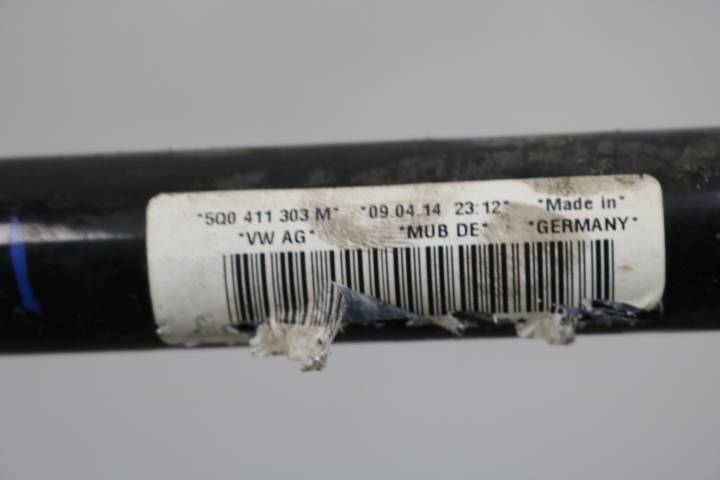 *5Q0 411 303 M* *09.04.14 23:12* *Made in*
*VW AG* *MUB DE* *GERMANY*